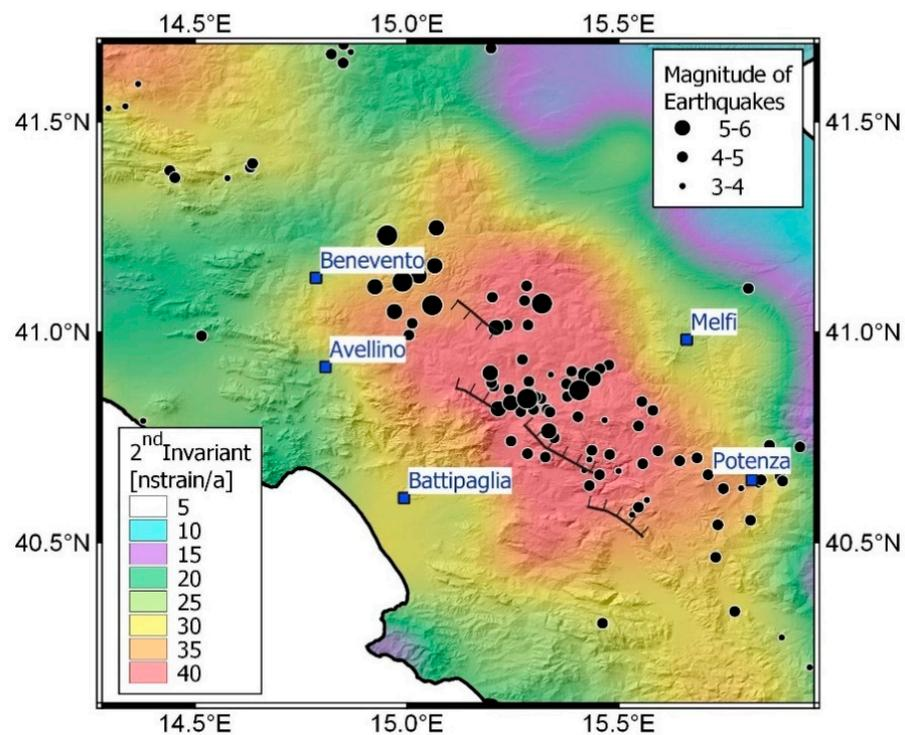 14.5°E 15.0°E 15.5°E
41.5°N 41.5°N
Magnitude of
Earthquakes
5-6
4-5
3-4
Benevento
41.0°N 41.0°N
Melfi
Avellino
2nd Invariant
[nstrain/a]
5
10
15
20
25
30
35
40
Battipaglia
Potenza
40.5°N 40.5°N
14.5°E 15.0°E 15.5°E